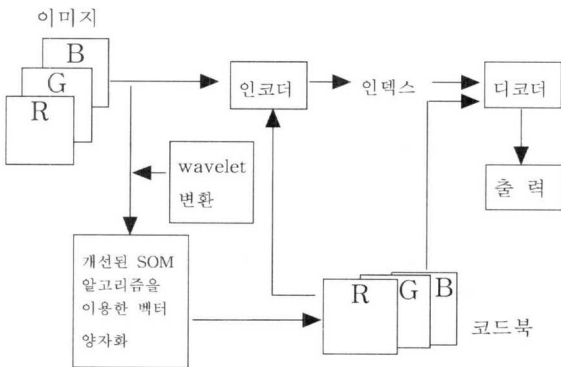 이미지
B
G
R
인코더
인덱스
디코더
wavelet
변환
출 력
개선된 SOM
알고리즘을
이용한 벡터
양자화
R
G
B
코드북